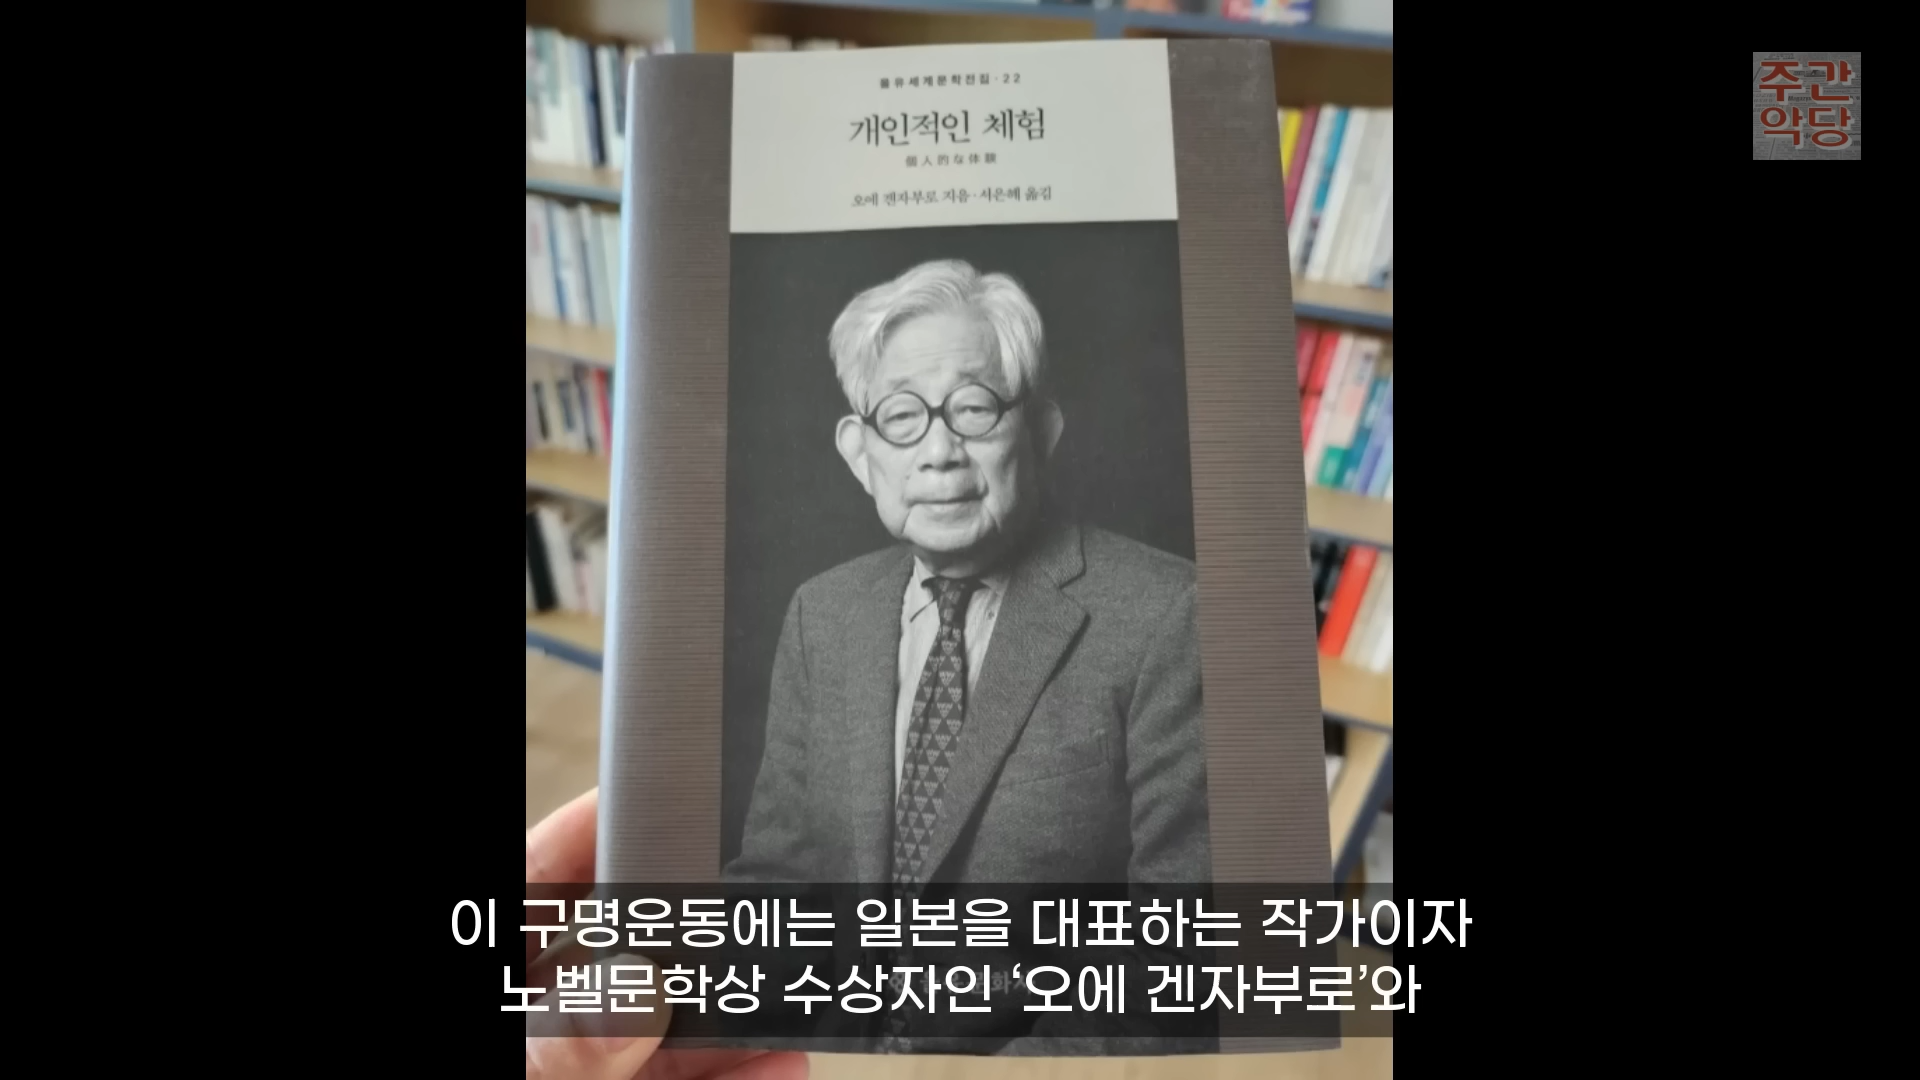 을유세계문학전집·22
개인적인 체험
個人的な体験
오에 겐자부로 지음·서은혜 옮김
주간
악당
이 구명운동에는 일본을 대표하는 작가이자
노벨문학상 수상자인 ‘오에 겐자부로’와